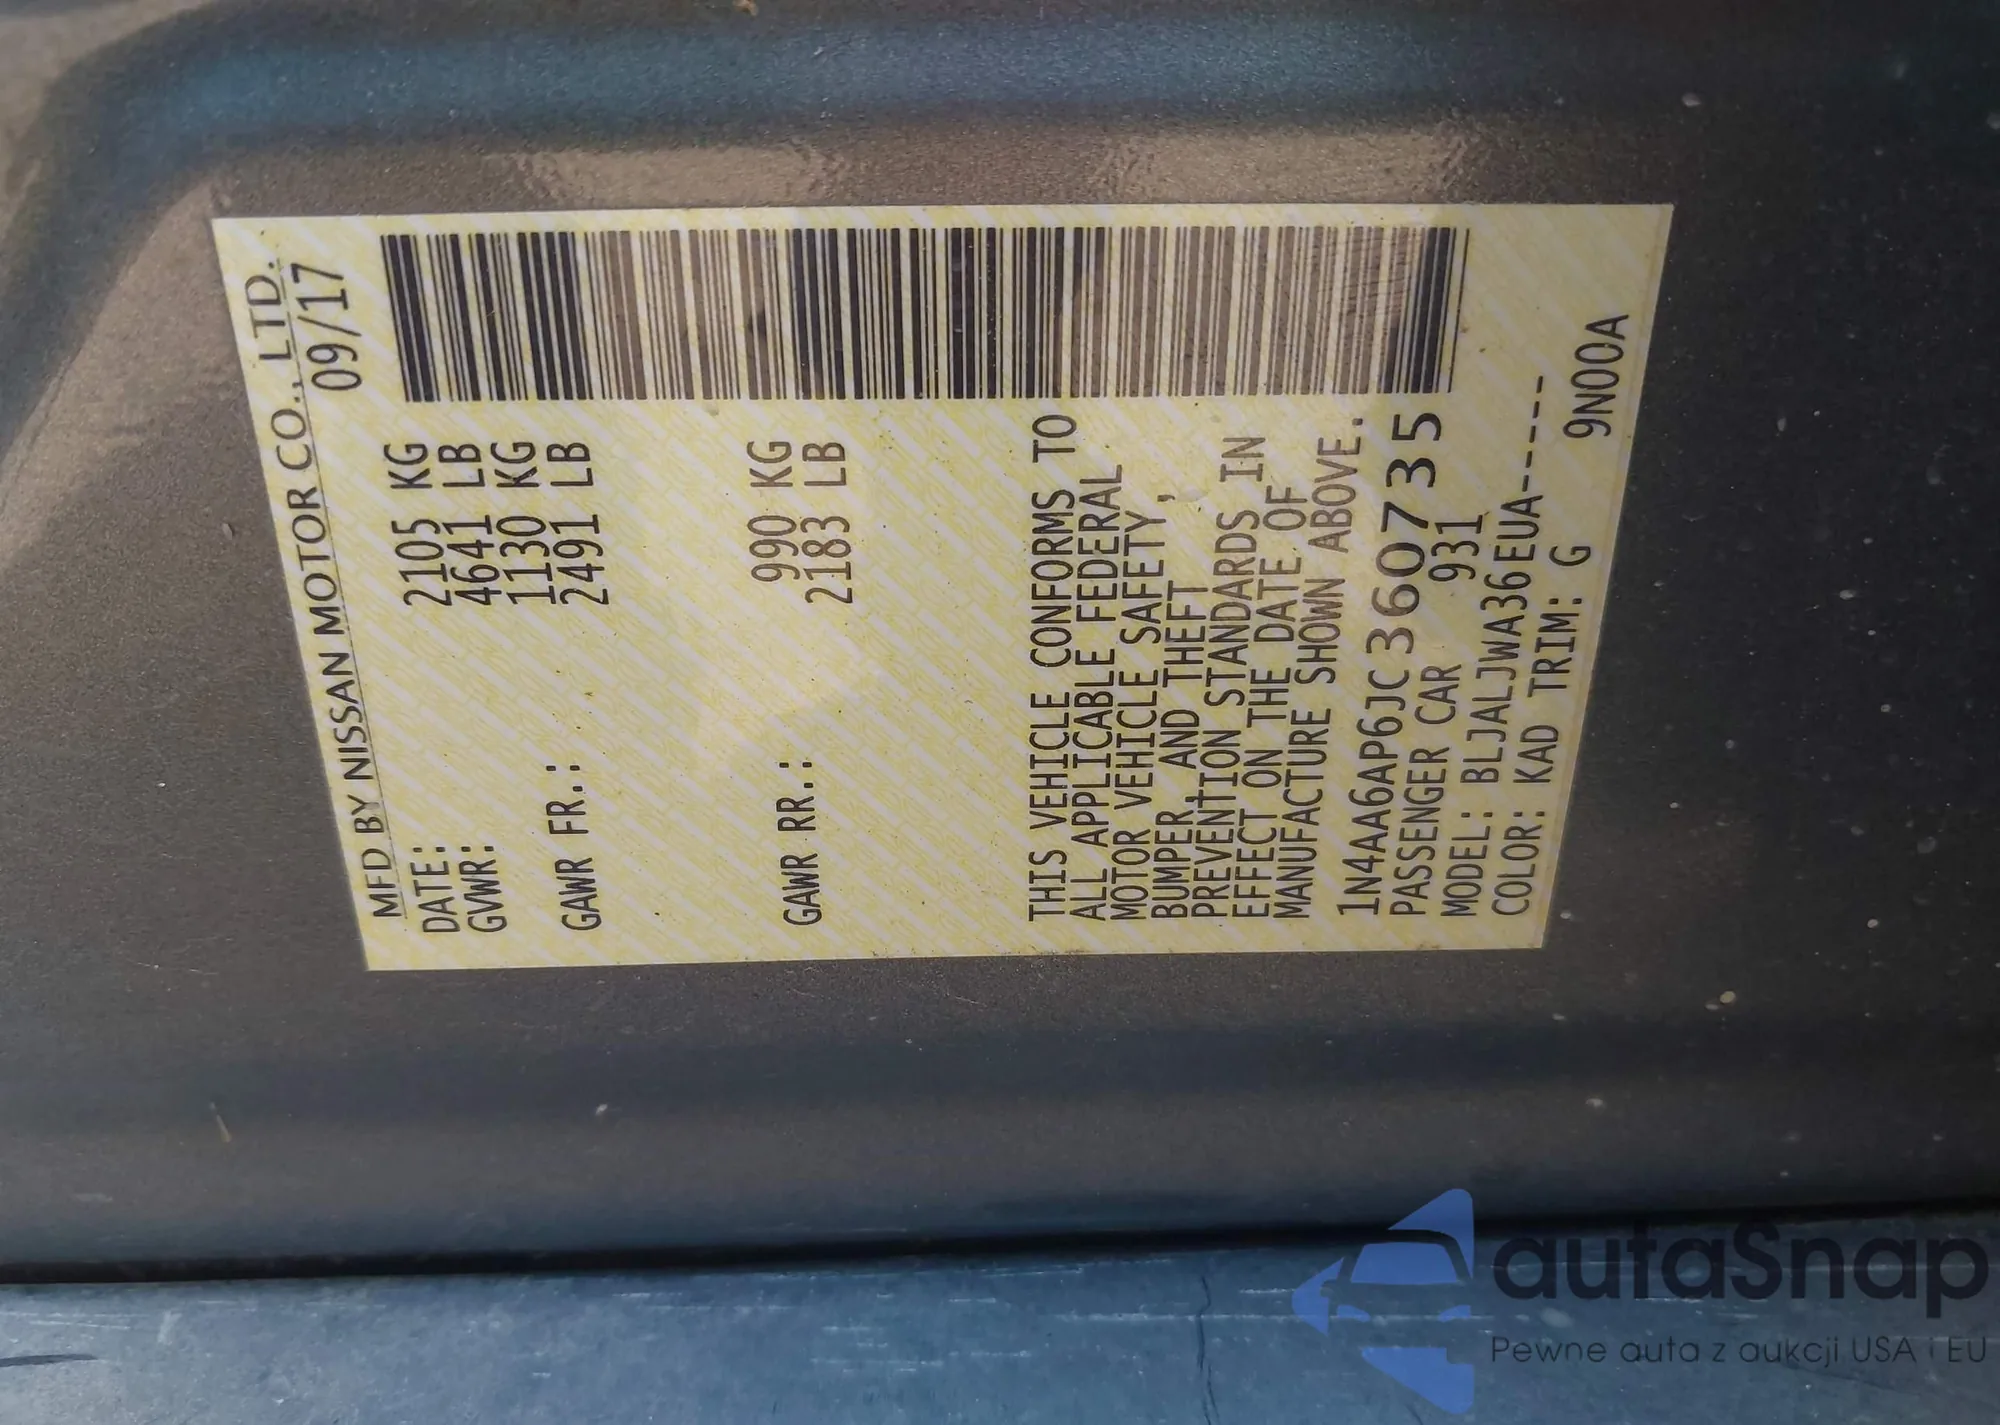 MFD BY NISSAN MOTOR CO., LTD.
DATE: 09/17
GVWR: 2105 KG
4641 LB
GAWR FR.: 1130 KG
2491 LB
GAWR RR.: 990 KG
2183 LB
THIS VEHICLE CONFORMS TO
ALL APPLICABLE FEDERAL
MOTOR VEHICLE SAFETY,
BUMPER, AND THEFT
PREVENTION STANDARDS IN
EFFECT ON THE DATE OF
MANUFACTURE SHOWN ABOVE.
1N4AA6AP6JC360735
PASSENGER CAR 931
MODEL: BLJALJWA36EUA-----
COLOR: KAD TRIM: G 9N00A
autaSnap
Pewne auta z aukcji USA i EU